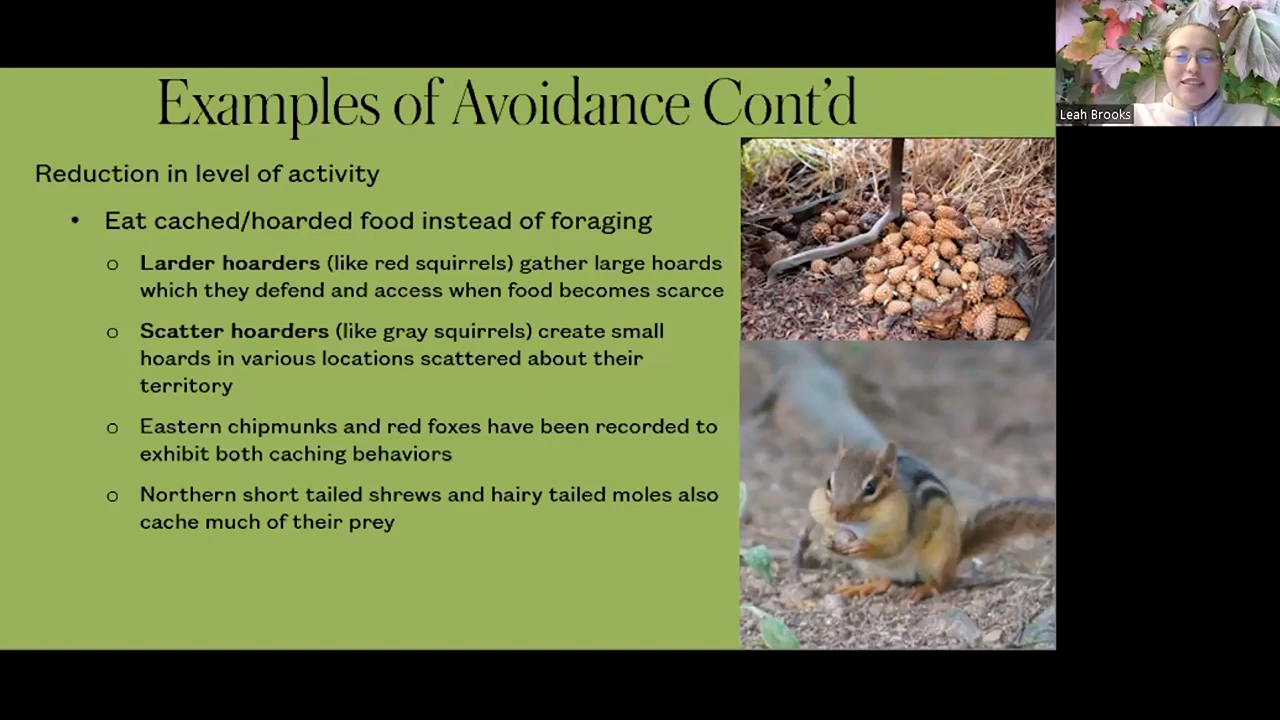 Examples of Avoidance Cont'd
Leah Brooks
Reduction in level of activity
• Eat cached/hoarded food instead of foraging
o Larder hoarders (like red squirrels) gather large hoards
which they defend and access when food becomes scarce
o Scatter hoarders (like gray squirrels) create small
hoards in various locations scattered about their
territory
o Eastern chipmunks and red foxes have been recorded to
exhibit both caching behaviors
o Northern short tailed shrews and hairy tailed moles also
cache much of their prey